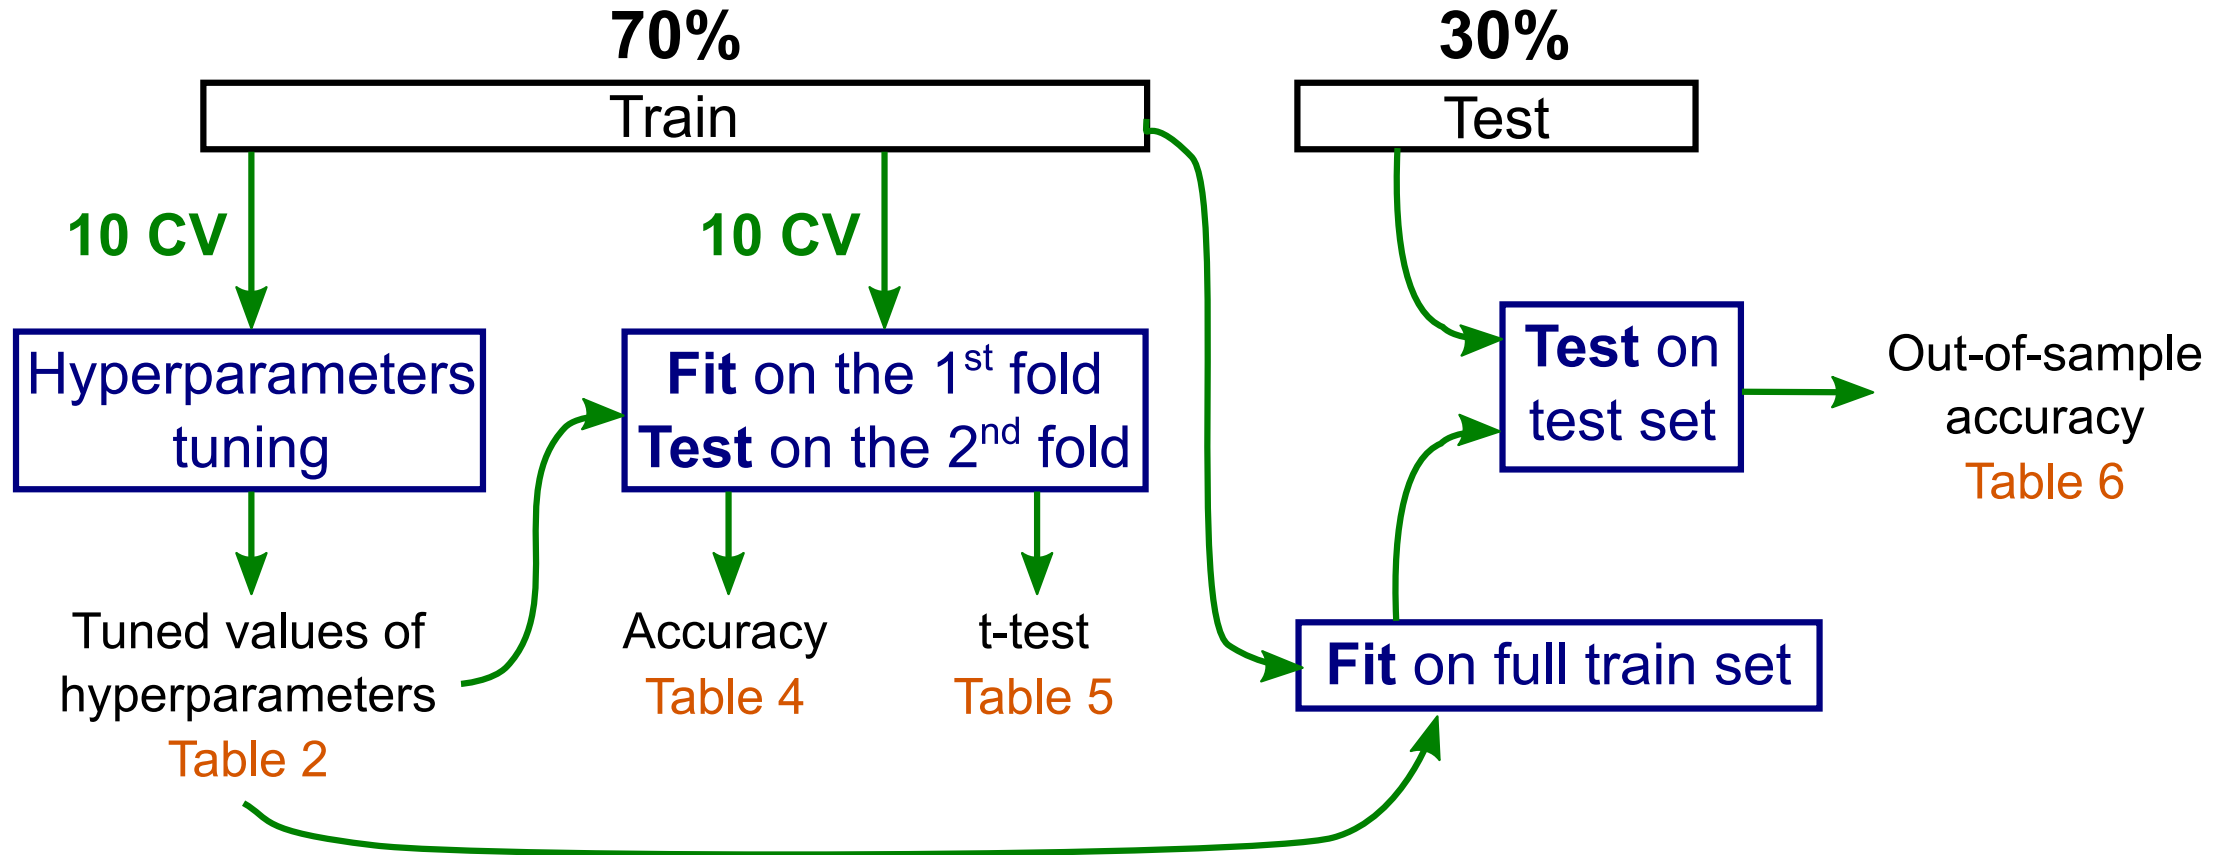 70%
30%
Train
Test
10 CV
10 CV
Hyperparameters
tuning
Fit on the 1st fold
Test on the 2nd fold
Test on
test set
Out-of-sample
accuracy
Table 6
Tuned values of
hyperparameters
Table 2
Accuracy
Table 4
t-test
Table 5
Fit on full train set